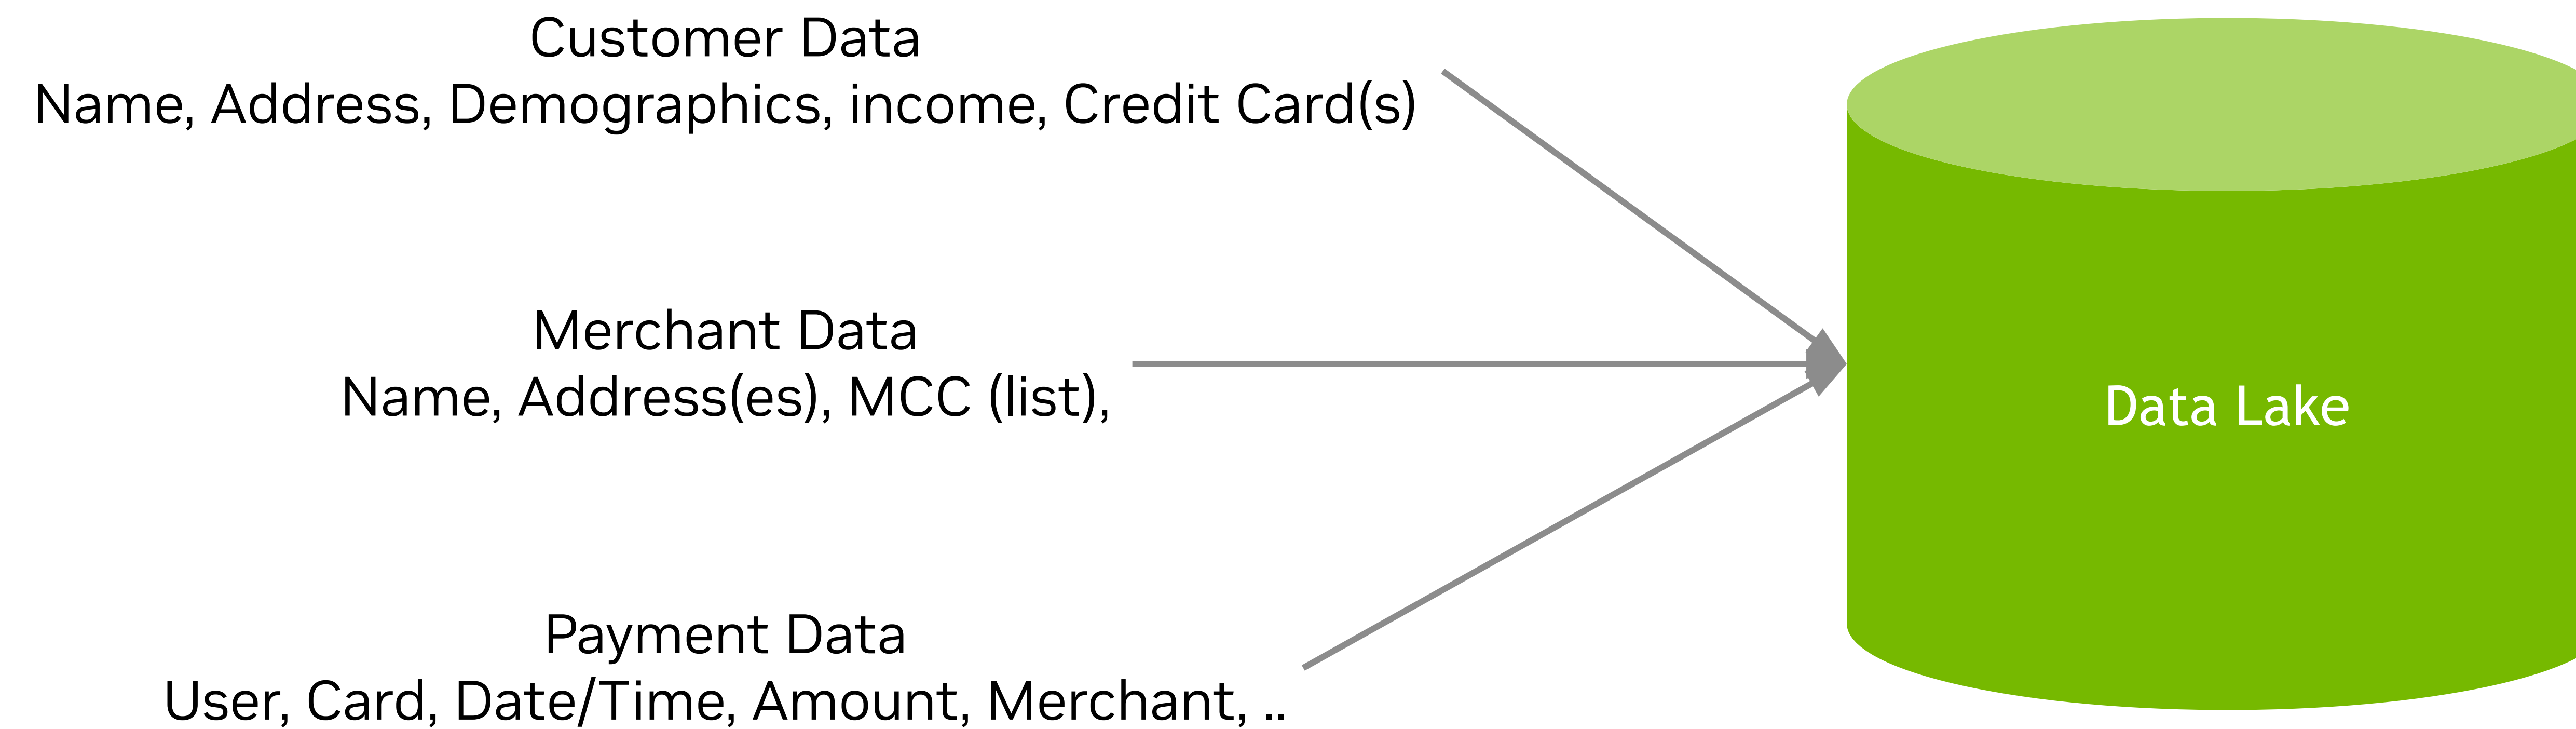 Customer Data
Name, Address, Demographics, income, Credit Card(s)
Merchant Data
Name, Address(es), MCC (list),
Data Lake
Payment Data
User, Card, Date/Time, Amount, Merchant, ..